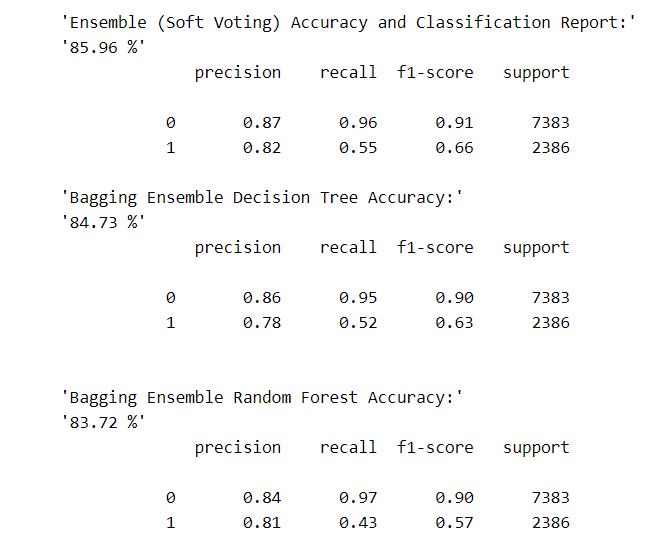 'Ensemble (Soft Voting) Accuracy and Classification Report:'
'85.96 %'
precision recall f1-score support
0 0.87 0.96 0.91 7383
1 0.82 0.55 0.66 2386
'Bagging Ensemble Decision Tree Accuracy:'
'84.73 %'
precision recall f1-score support
0 0.86 0.95 0.90 7383
1 0.78 0.52 0.63 2386
'Bagging Ensemble Random Forest Accuracy:'
'83.72 %'
precision recall f1-score support
0 0.84 0.97 0.90 7383
1 0.81 0.43 0.57 2386